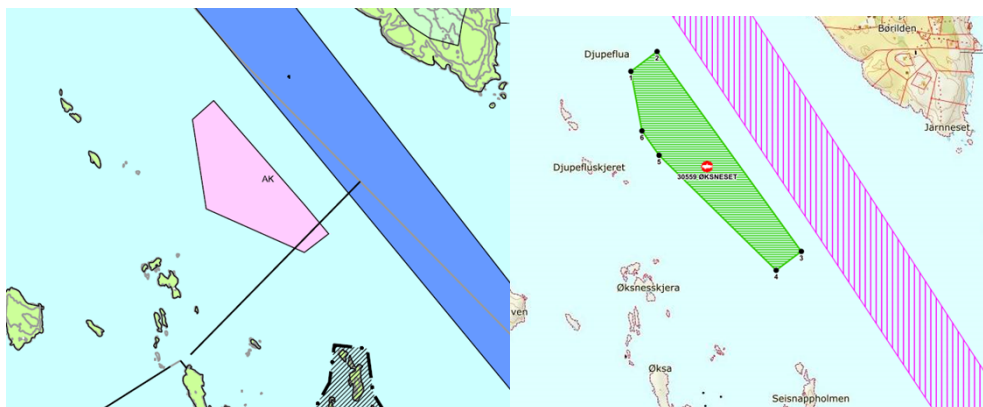 AK
Djupeflua
Børilden
2
1
Jarnneset
6
Djupefluskjeret
5
30559 ØKSNESET
3
4
Øksnesskjera
ven
Øksa
Seisnappholmen